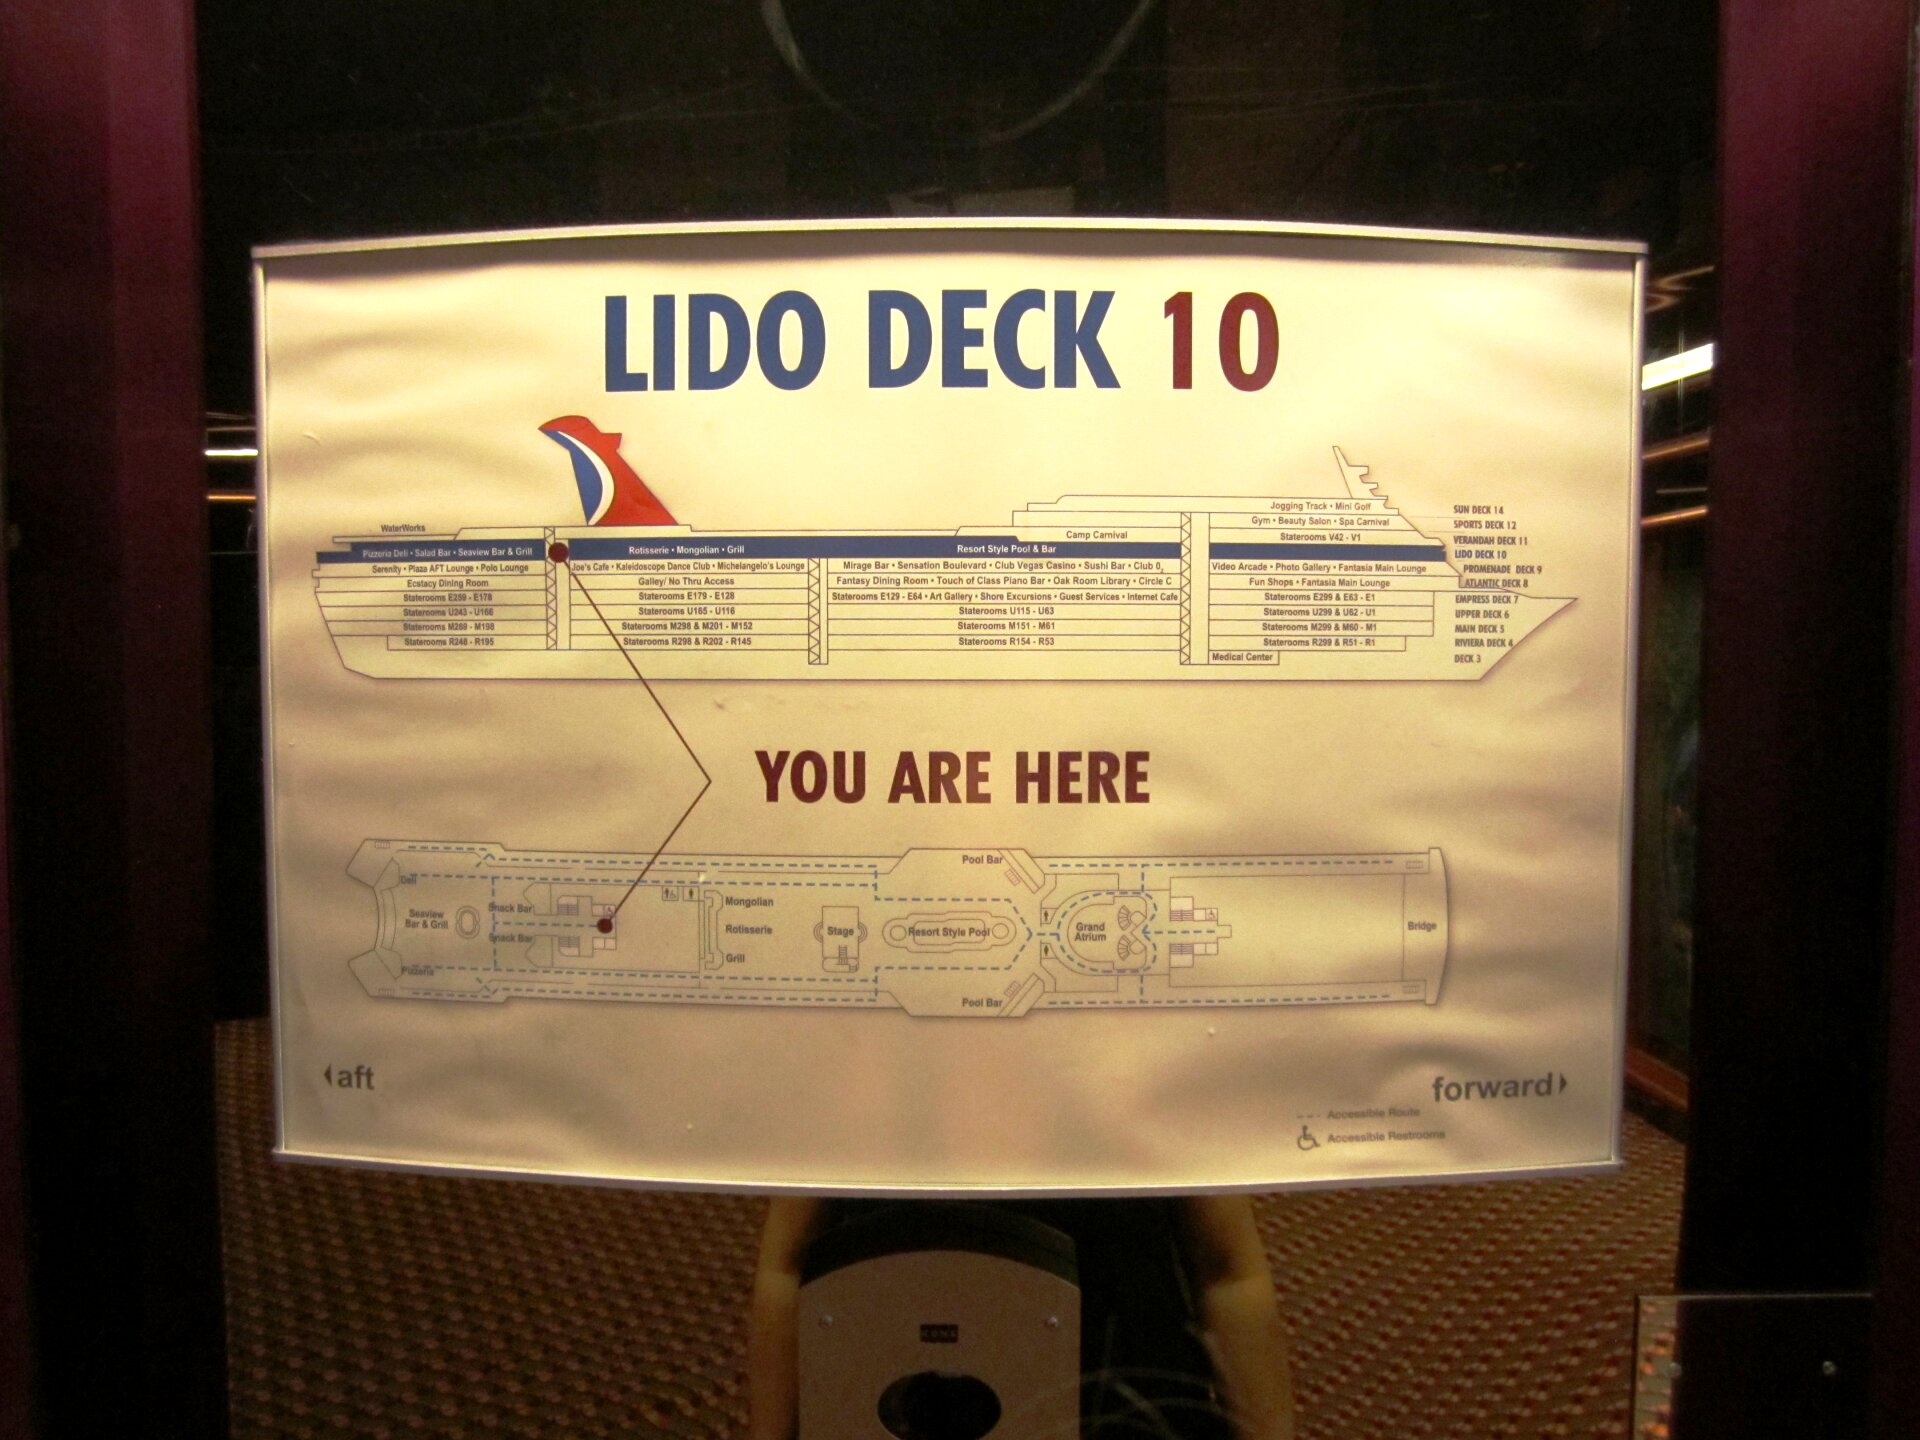 LIDO DECK 10
Jogging Track • Mini Golf
SUN DECK 14
WaterWorks
Gym • Beauty Salon • Spa Carnival
SPORTS DECK 12
Camp Carnival
Staterooms V42 - V1
VERANDAH DECK 11
Pizzeria Deli • Salad Bar • Seaview Bar & Grill
Rotisserie • Mongolian • Grill
Resort Style Pool & Bar
LIDO DECK 10
Serenity • Plaza AFT Lounge • Polo Lounge
Joe's Cafe • Kaleidoscope Dance Club • Michelangelo's Lounge
Mirage Bar • Sensation Boulevard • Club Vegas Casino • Sushi Bar • Club O₂
Video Arcade • Photo Gallery • Fantasia Main Lounge
PROMENADE DECK 9
Ecstacy Dining Room
Galley/ No Thru Access
Fantasy Dining Room • Touch of Class Piano Bar • Oak Room Library • Circle C
Fun Shops • Fantasia Main Lounge
ATLANTIC DECK 8
Staterooms E259 - E178
Staterooms E179 - E128
Staterooms E129 - E64 • Art Gallery • Shore Excursions • Guest Services • Internet Cafe
Staterooms E299 & E63 - E1
EMPRESS DECK 7
Staterooms U243 - U166
Staterooms U165 - U116
Staterooms U115 - U63
Staterooms U299 & U62 - U1
UPPER DECK 6
Staterooms M269 - M198
Staterooms M298 & M201 - M152
Staterooms M151 - M61
Staterooms M299 & M60 - M1
MAIN DECK 5
Staterooms R248 - R195
Staterooms R298 & R202 - R145
Staterooms R154 - R53
Staterooms R299 & R51 - R1
RIVIERA DECK 4
Medical Center
DECK 3
YOU ARE HERE
Pool Bar
Deli
Mongolian
Snack Bar
Seaview
Bar & Grill
Rotisserie
Stage
Resort Style Pool
Grand
Atrium
Bridge
Snack Bar
Grill
Pizzeria
Pool Bar
aft
forward
Accessible Route
Accessible Restrooms
KONE